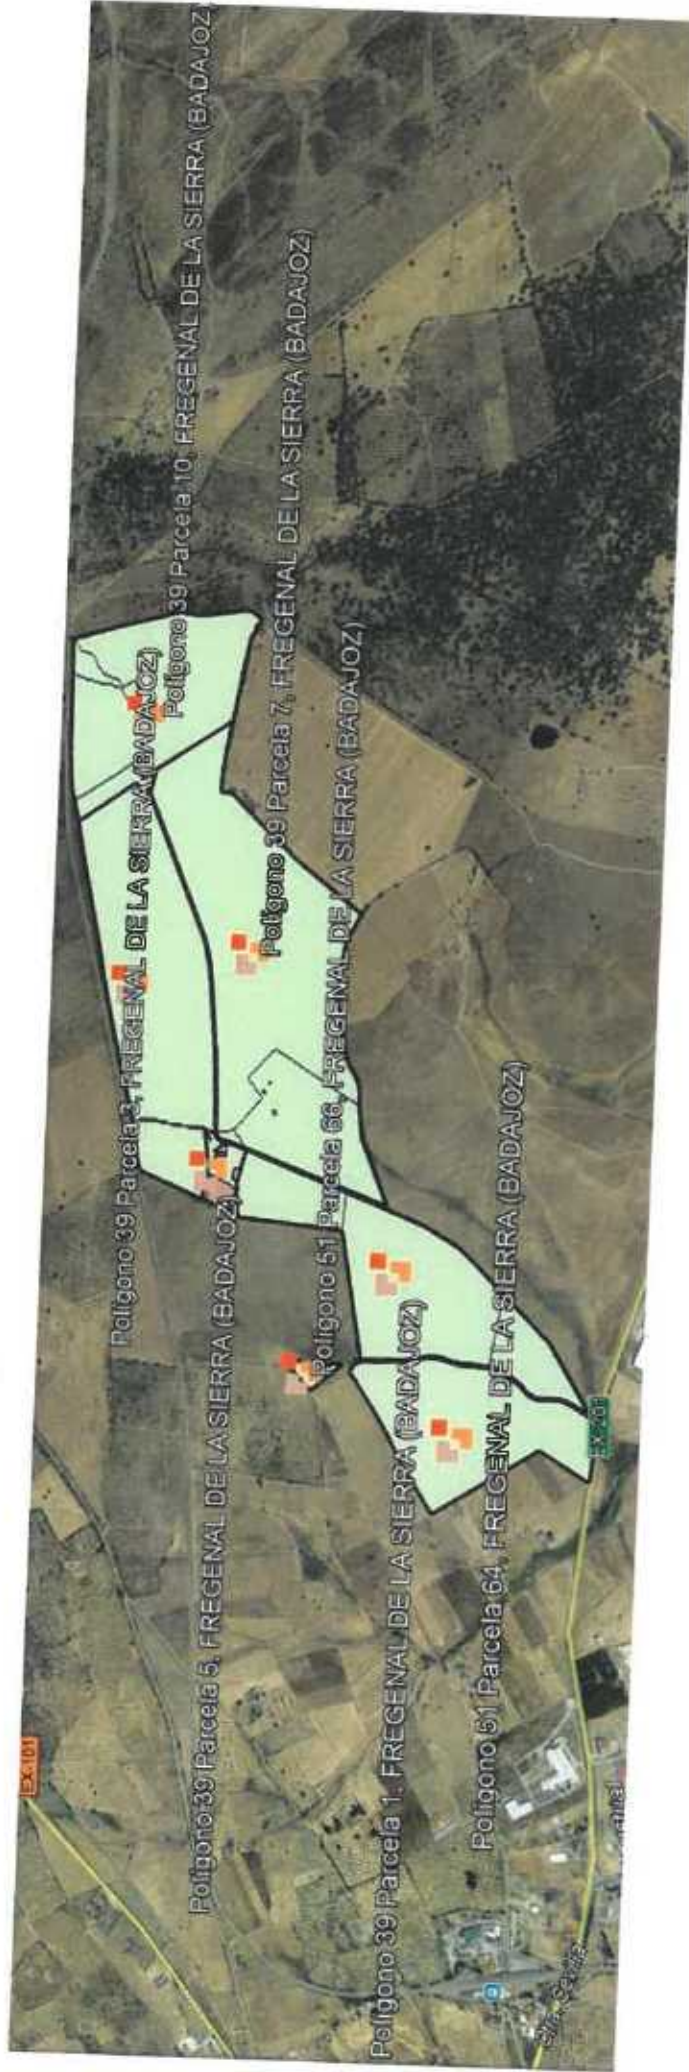 EX-101
Polígono 39 Parcela 10, FREGENAL DE LA SIERRA (BADAJOZ)
Polígono 39 Parcela 3, FREGENAL DE LA SIERRA (BADAJOZ)
Polígono 39 Parcela 7, FREGENAL DE LA SIERRA (BADAJOZ)
Polígono 39 Parcela 5, FREGENAL DE LA SIERRA (BADAJOZ)
Polígono 51 Parcela 66, FREGENAL DE LA SIERRA (BADAJOZ)
Polígono 39 Parcela 1, FREGENAL DE LA SIERRA (BADAJOZ)
Polígono 51 Parcela 64, FREGENAL DE LA SIERRA (BADAJOZ)
EX-201